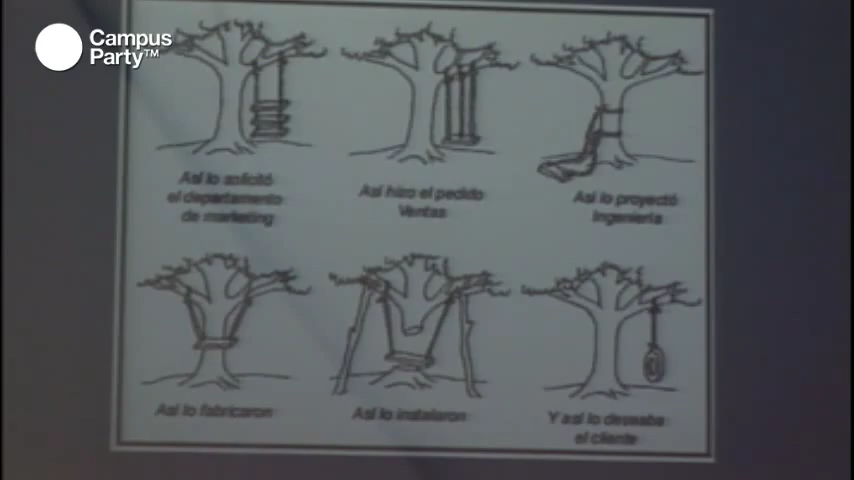 Campus
Party™
Así lo solicitó
el departamento
de marketing
Así hizo el pedido
Ventas
Así lo proyectó
Ingeniería
Así lo fabricaron
Así lo instalaron
Y así lo deseaba
el cliente